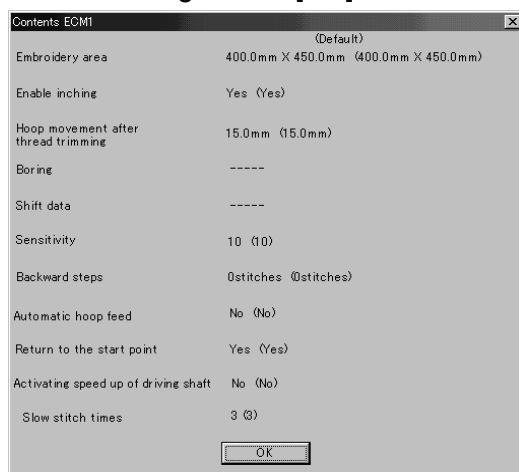 Contents ECM1
(Default)
Embroidery area 400.0mm X 450.0mm (400.0mm X 450.0mm)
Enable inching Yes (Yes)
Hoop movement after
thread trimming 15.0mm (15.0mm)
Boring -----
Shift data -----
Sensitivity 10 (10)
Backward steps 0stitches (0stitches)
Automatic hoop feed No (No)
Return to the start point Yes (Yes)
Activating speed up of driving shaft No (No)
Slow stitch times 3 (3)
OK